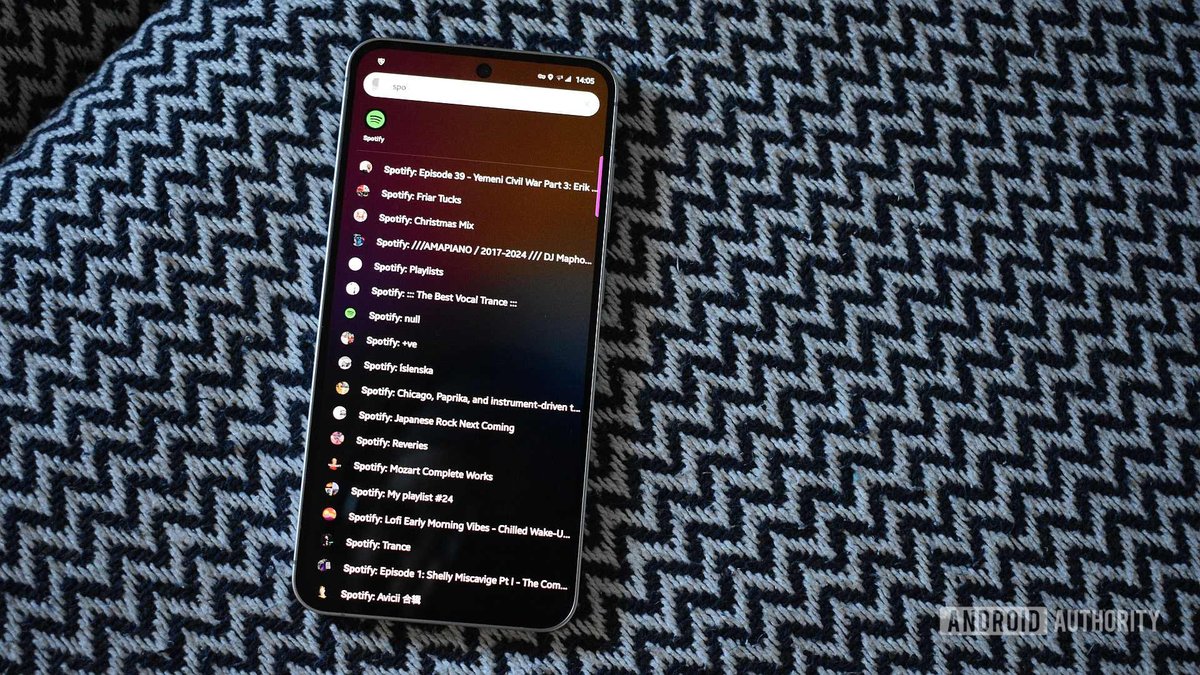 14:05
spo
Spotify
Spotify: Episode 39 - Yemeni Civil War Part 3: Erik ...
Spotify: Friar Tucks
Spotify: Christmas Mix
Spotify: ///AMAPIANO / 2017-2024 /// DJ Mapho...
Spotify: Playlists
Spotify: ::: The Best Vocal Trance :::
Spotify: null
Spotify: +ve
Spotify: íslenska
Spotify: Chicago, Paprika, and instrument-driven t...
Spotify: Japanese Rock Next Coming
Spotify: Reveries
Spotify: Mozart Complete Works
Spotify: My playlist #24
Spotify: Lofi Early Morning Vibes - Chilled Wake-U...
Spotify: Trance
Spotify: Episode 1: Shelly Miscavige Pt I - The Com...
Spotify: Avicii 合辑
ANDROID AUTHORITY